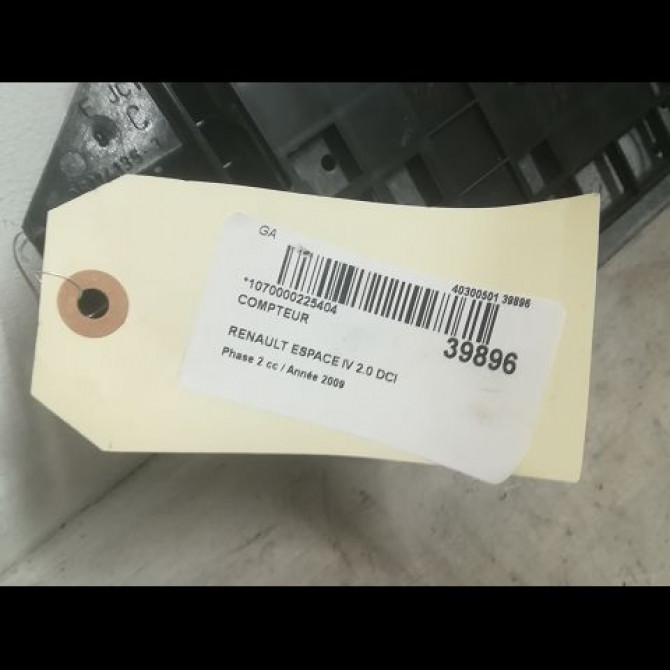 GA
*1070000225404
40300501 39896
COMPTEUR
39896
RENAULT ESPACE IV 2.0 DCI
Phase 2 cc / Année 2009